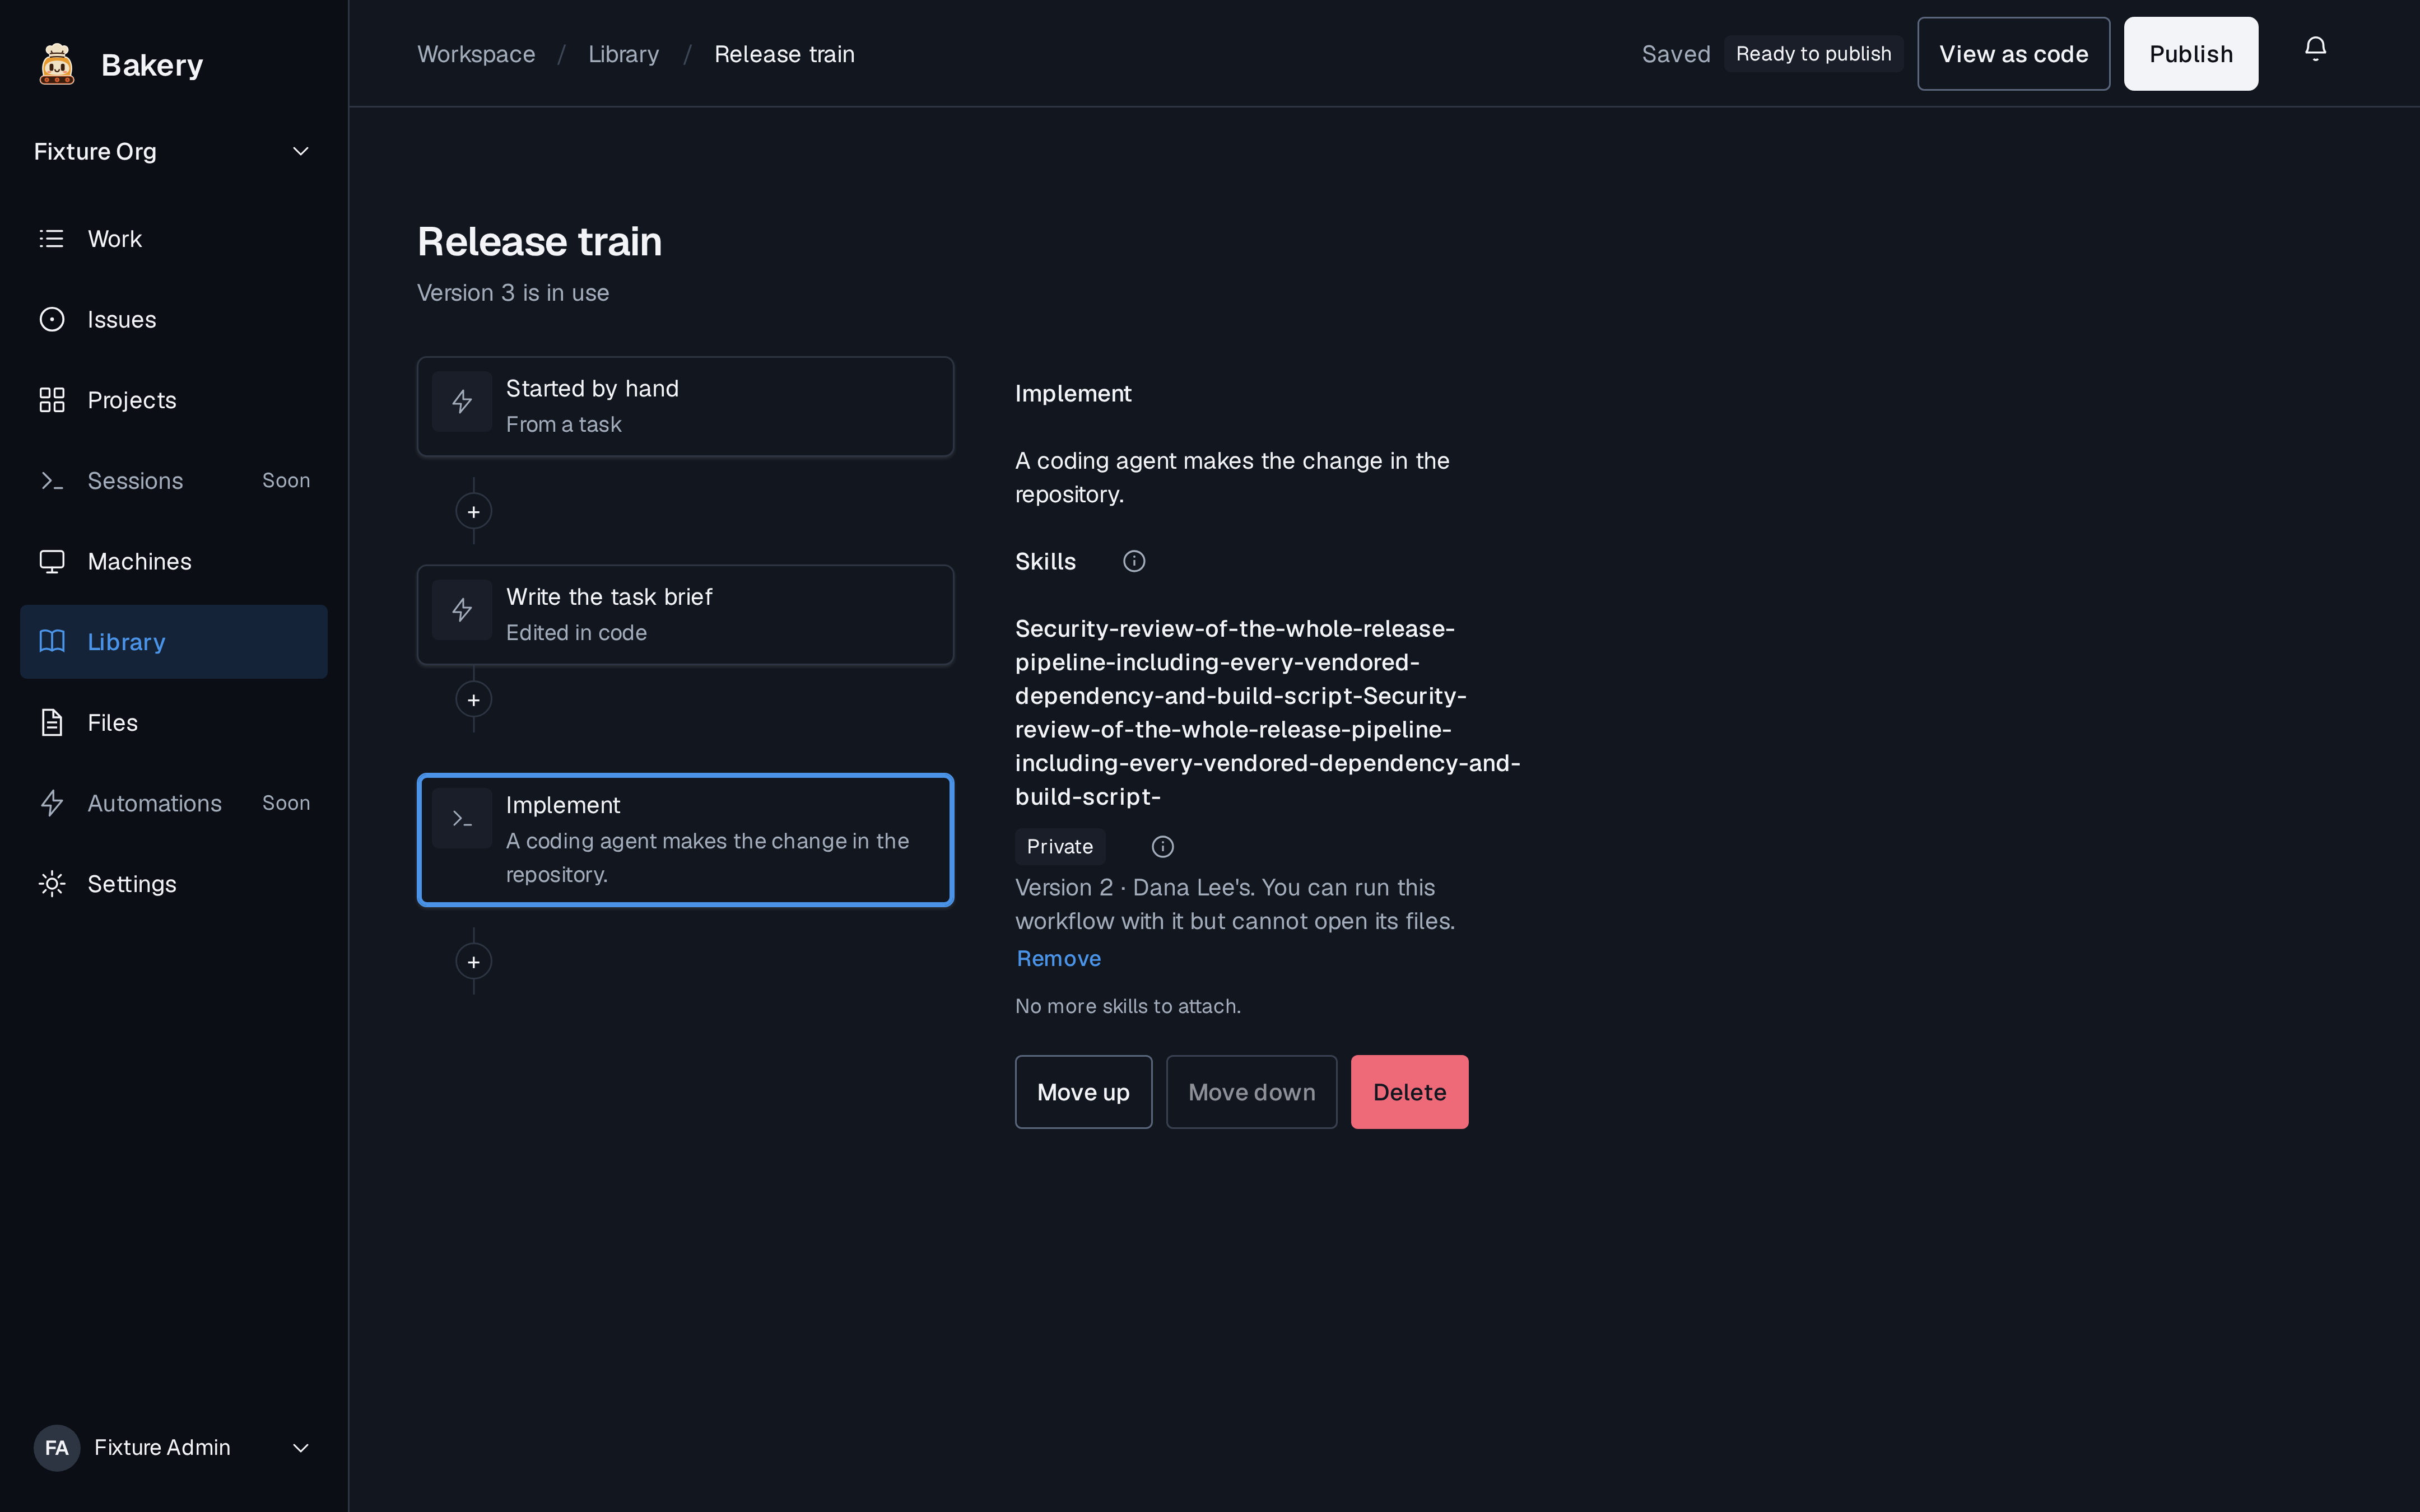 Bakery
Fixture Org
Work
Issues
Projects
Sessions Soon
Machines
Library
Files
Automations Soon
Settings
FA Fixture Admin
Workspace / Library / Release train
Saved Ready to publish View as code Publish
Release train
Version 3 is in use
Started by hand
From a task
+
Write the task brief
Edited in code
+
Implement
A coding agent makes the change in the
repository.
+
Implement
A coding agent makes the change in the
repository.
Skills
Security-review-of-the-whole-release-
pipeline-including-every-vendored-
dependency-and-build-script-Security-
review-of-the-whole-release-pipeline-
including-every-vendored-dependency-and-
build-script-
Private
Version 2 · Dana Lee's. You can run this
workflow with it but cannot open its files.
Remove
No more skills to attach.
Move up Move down Delete